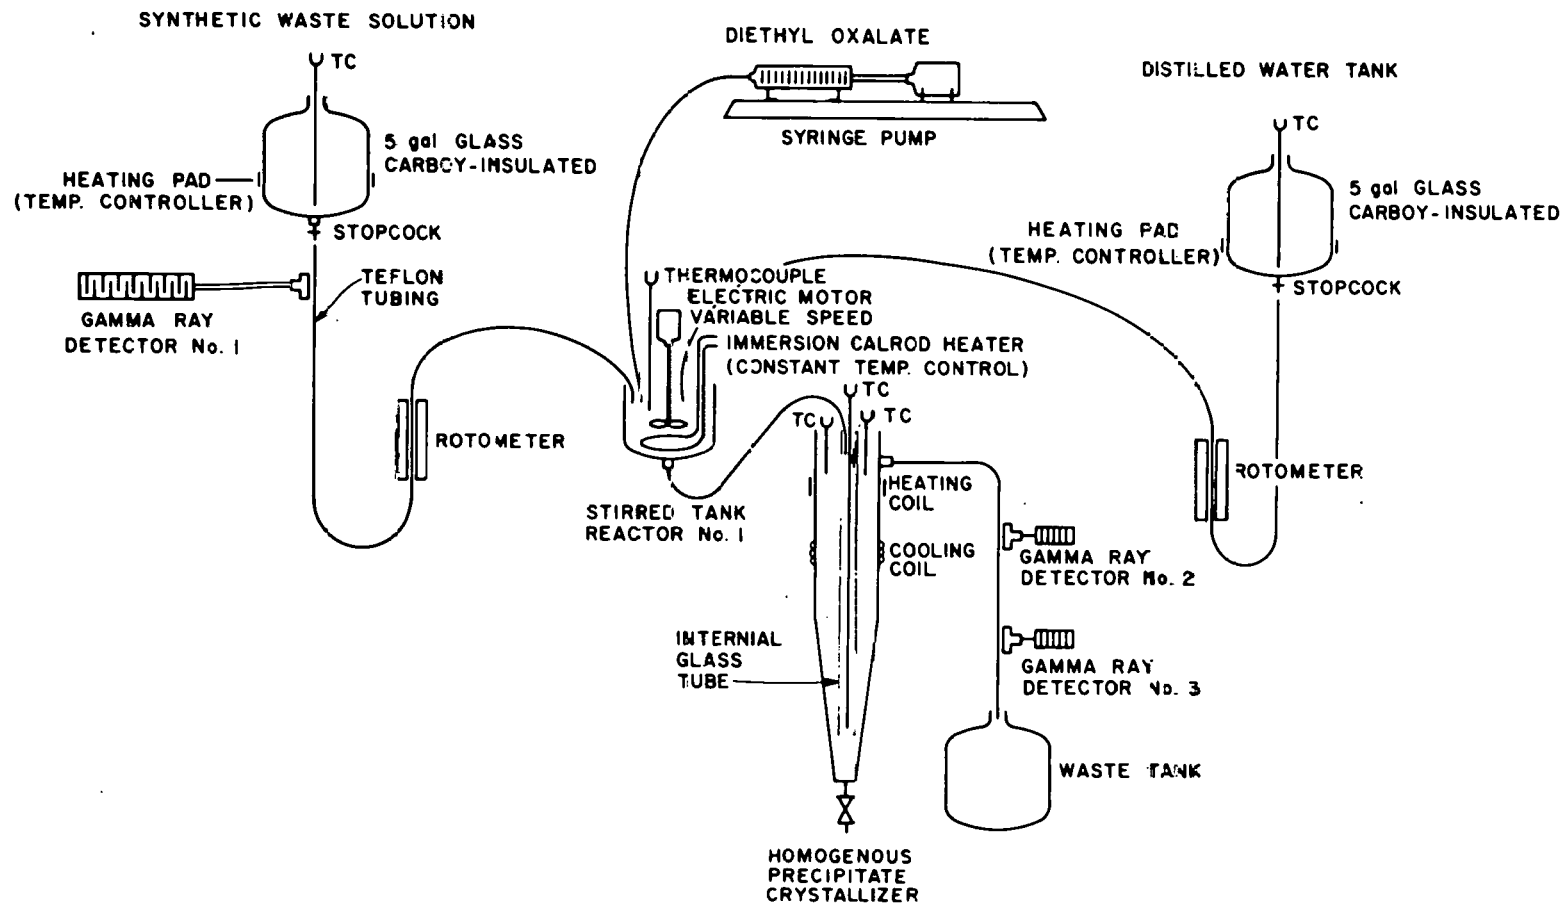 SYNTHETIC WASTE SOLUTION
TC
5 gal GLASS
CARBOY-INSULATED
HEATING PAD
(TEMP. CONTROLLER)
STOPCOCK
TEFLON
TUBING
GAMMA RAY
DETECTOR No. 1
ROTOMETER
DIETHYL OXALATE
SYRINGE PUMP
DISTILLED WATER TANK
TC
5 gal GLASS
CARBOY-INSULATED
HEATING PAD
(TEMP. CONTROLLER)
STOPCOCK
ROTOMETER
THERMOCOUPLE
ELECTRIC MOTOR
VARIABLE SPEED
IMMERSION CALROD HEATER
(CONSTANT TEMP. CONTROL)
STIRRED TANK
REACTOR No. 1
TC
TC
TC
HEATING
COIL
COOLING
COIL
GAMMA RAY
DETECTOR No. 2
GAMMA RAY
DETECTOR No. 3
INTERNIAL
GLASS
TUBE
WASTE TANK
HOMOGENOUS
PRECIPITATE
CRYSTALLIZER